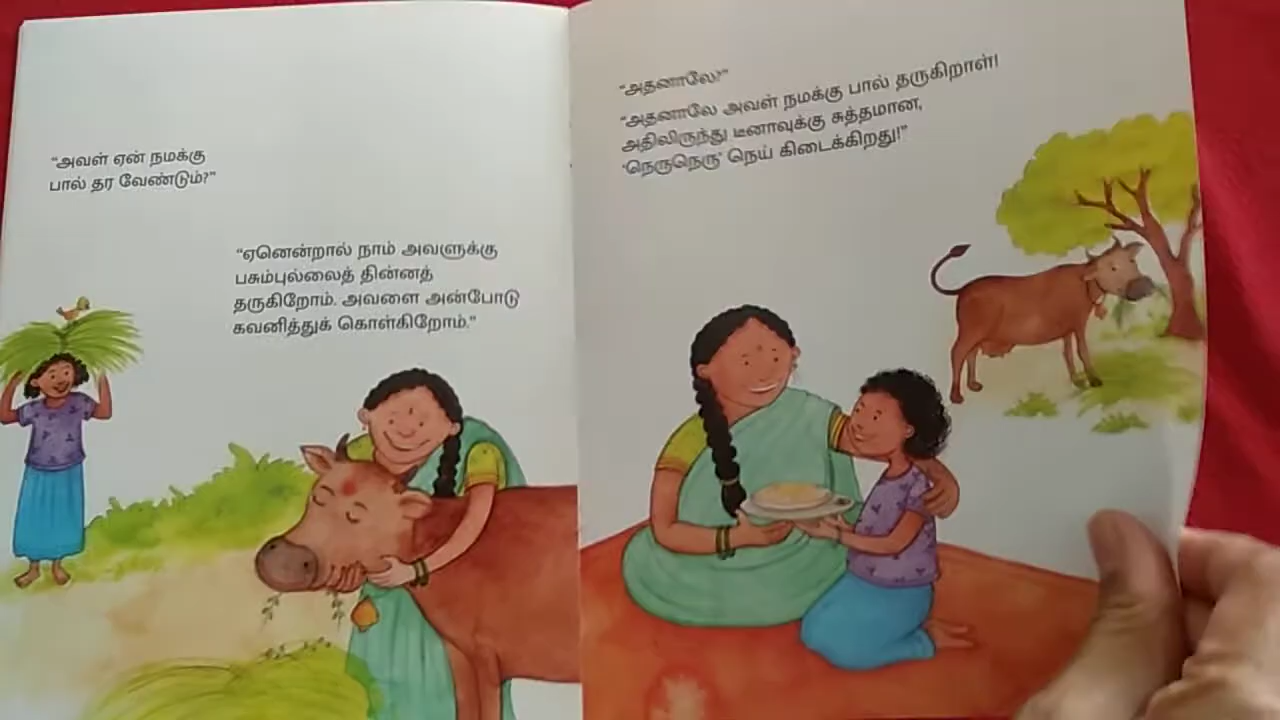 “அவள் ஏன் நமக்கு
பால் தர வேண்டும்?”
“ஏனென்றால் நாம் அவளுக்கு
பசும்புல்லைத் தின்னத்
தருகிறோம். அவளை அன்போடு
கவனித்துக் கொள்கிறோம்.”
“அதனாலே?”
“அதனாலே அவள் நமக்கு பால் தருகிறாள்!
அதிலிருந்து டீனாவுக்கு சுத்தமான,
‘நெருநெரு’ நெய் கிடைக்கிறது!”